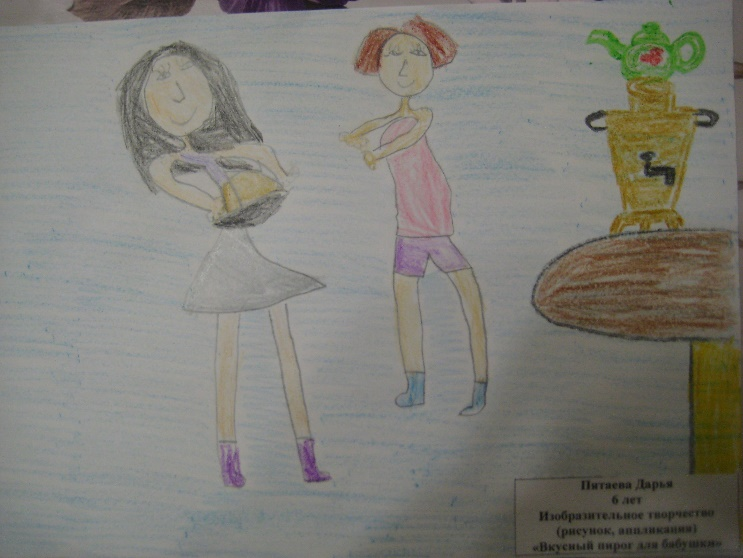 Пятаева Дарья
6 лет
Изобразительное творчество
(рисунок, аппликация)
«Вкусный пирог для бабушки»